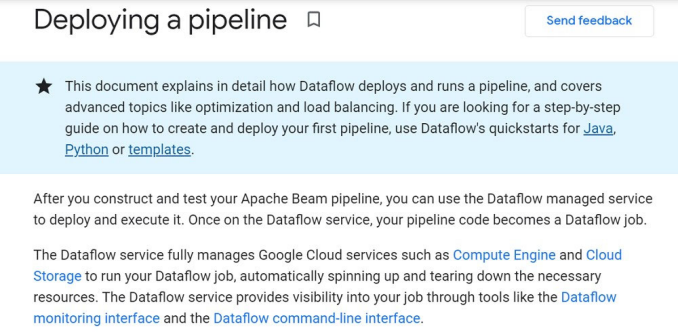 Deploying a pipeline
Send feedback
This document explains in detail how Dataflow deploys and runs a pipeline, and covers
advanced topics like optimization and load balancing. If you are looking for a step-by-step
guide on how to create and deploy your first pipeline, use Dataflow's quickstarts for Java,
Python or templates.
After you construct and test your Apache Beam pipeline, you can use the Dataflow managed service
to deploy and execute it. Once on the Dataflow service, your pipeline code becomes a Dataflow job.
The Dataflow service fully manages Google Cloud services such as Compute Engine and Cloud
Storage to run your Dataflow job, automatically spinning up and tearing down the necessary
resources. The Dataflow service provides visibility into your job through tools like the Dataflow
monitoring interface and the Dataflow command-line interface.